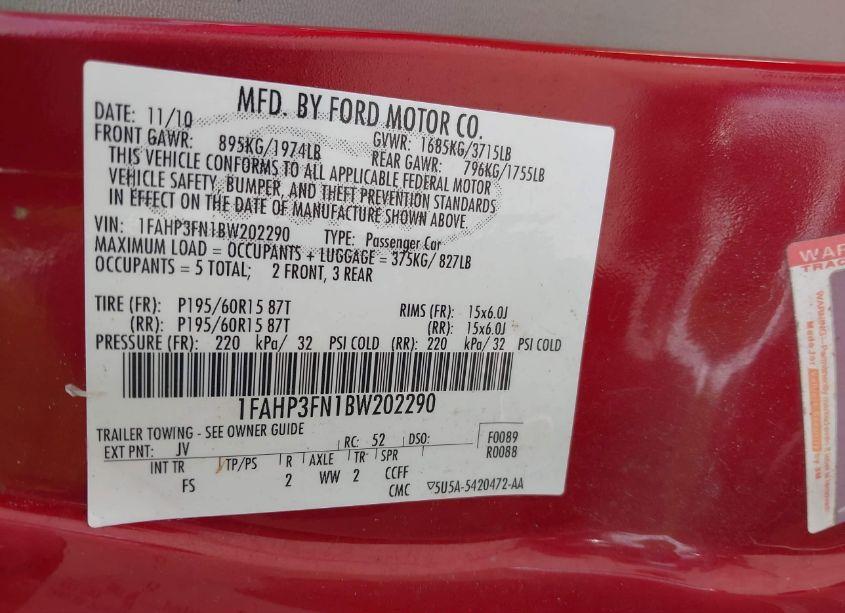 MFD. BY FORD MOTOR CO.
DATE: 11/10 GVWR: 1685KG/3715LB
FRONT GAWR: 895KG/1974LB REAR GAWR: 796KG/1755LB
THIS VEHICLE CONFORMS TO ALL APPLICABLE FEDERAL MOTOR
VEHICLE SAFETY, BUMPER, AND THEFT PREVENTION STANDARDS
IN EFFECT ON THE DATE OF MANUFACTURE SHOWN ABOVE
VIN: 1FAHP3FN1BW202290 TYPE: Passenger Car
MAXIMUM LOAD = OCCUPANTS + LUGGAGE = 375KG/ 827LB
OCCUPANTS = 5 TOTAL; 2 FRONT, 3 REAR
TIRE (FR): P195/60R15 87T RIMS (FR): 15x6.0J
(RR): P195/60R15 87T (RR): 15x6.0J
PRESSURE (FR): 220 kPa/ 32 PSI COLD (RR): 220 kPa/ 32 PSI COLD
1FAHP3FN1BW202290
TRAILER TOWING - SEE OWNER GUIDE
EXT PNT: JV RC: 52 DSO: F0089
R0088
INT TR TP/PS R AXLE TR SPR
FS 2 WW 2 CCFF
CMC 5U5A-5420472-AA
WAR
TRAC
WARNING